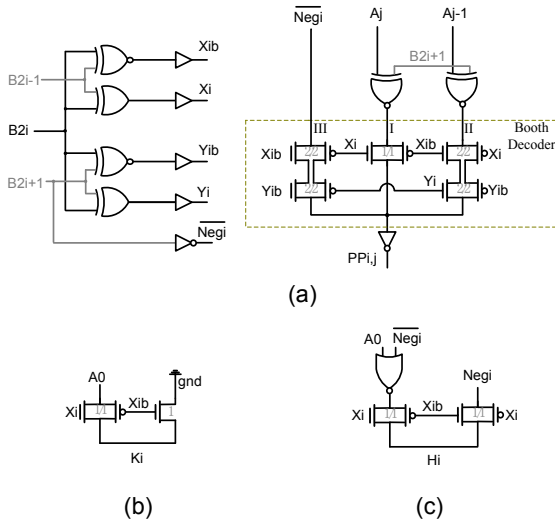 Xib
B2i-1
Xi
B2i
Yib
B2i+1
Yi
Negi
Negi
Aj
Aj-1
B2i+1
III
I
II
Booth
Decoder
Xib
2/2
Xi
1/1
Xib
2/2
Xi
Yib
2/2
Yi
2/2
Yib
PPi,j
(a)
A0
gnd
Xi
1/1
Xib
1
Ki
(b)
A0
Negi
Negi
Xi
1/1
Xib
1/1
Xi
Hi
(c)